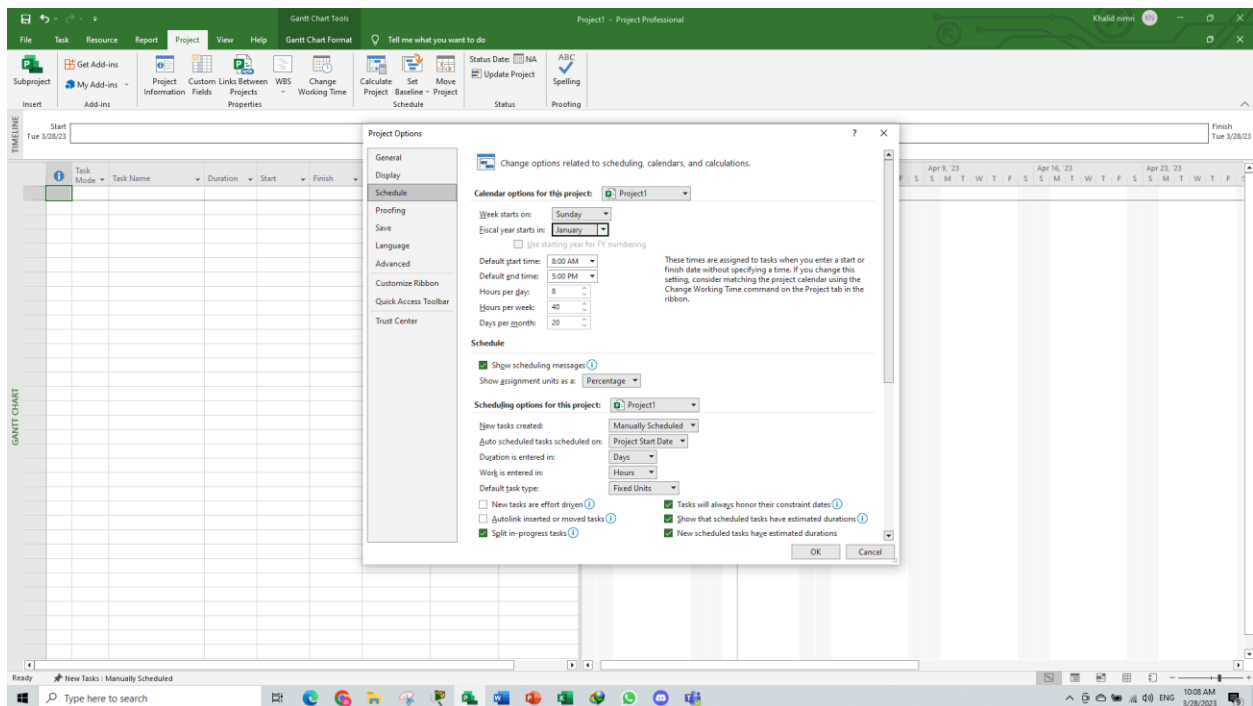 Gantt Chart Tools
Project1 - Project Professional
Khalid nimri KN
File Task Resource Report Project View Help Gantt Chart Format Tell me what you want to do
Subproject
Get Add-ins
My Add-ins
Project Information
Custom Fields
Links Between Projects
WBS
Change Working Time
Calculate Project
Set Baseline
Move Project
Status Date: NA
Update Project
ABC
Spelling
Insert Add-ins Properties Schedule Status Proofing
TIMELINE
Start
Tue 3/28/23
Finish
Tue 3/28/23
Task Mode
Task Name Duration Start Finish
Apr 9, '23 Apr 16, '23 Apr 23, '23
F S S M T W T F S S M T W T F S S M T W T F S
GANTT CHART
Project Options ? ×
General
Display
Schedule
Proofing
Save
Language
Advanced
Customize Ribbon
Quick Access Toolbar
Trust Center
Change options related to scheduling, calendars, and calculations.
Calendar options for this project: Project1
Week starts on: Sunday
Fiscal year starts in: January
Use starting year for FY numbering
Default start time: 8:00 AM
Default end time: 5:00 PM
Hours per day: 8
Hours per week: 40
Days per month: 20
These times are assigned to tasks when you enter a start or
finish date without specifying a time. If you change this
setting, consider matching the project calendar using the
Change Working Time command on the Project tab in the
ribbon.
Schedule
Show scheduling messages
Show assignment units as a: Percentage
Scheduling options for this project: Project1
New tasks created: Manually Scheduled
Auto scheduled tasks scheduled on: Project Start Date
Duration is entered in: Days
Work is entered in: Hours
Default task type: Fixed Units
New tasks are effort driven
Tasks will always honor their constraint dates
Autolink inserted or moved tasks
Show that scheduled tasks have estimated durations
Split in-progress tasks
New scheduled tasks have estimated durations
OK Cancel
Ready New Tasks : Manually Scheduled
Type here to search
ENG
10:08 AM
3/28/2023